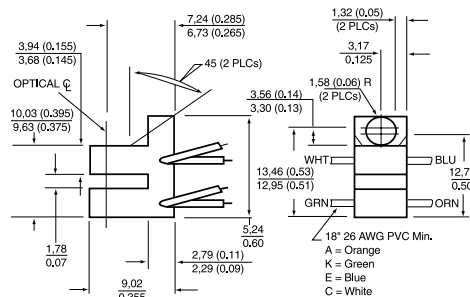 1,32 (0.05)
(2 PLCs)
7,24 (0.285)
6,73 (0.265)
3,17
0.125
3,94 (0.155)
3,68 (0.145)
45 (2 PLCs)
1,58 (0.06) R
(2 PLCs)
OPTICAL ℄
3,56 (0.14)
3,30 (0.13)
10,03 (0.395)
9,63 (0.375)
WHT
BLU
13,46 (0.53)
12,95 (0.51)
GRN
ORN
5,24
0.60
18" 26 AWG PVC Min.
A = Orange
K = Green
E = Blue
C = White
1,78
0.07
2,79 (0.11)
2,29 (0.09)
9,02